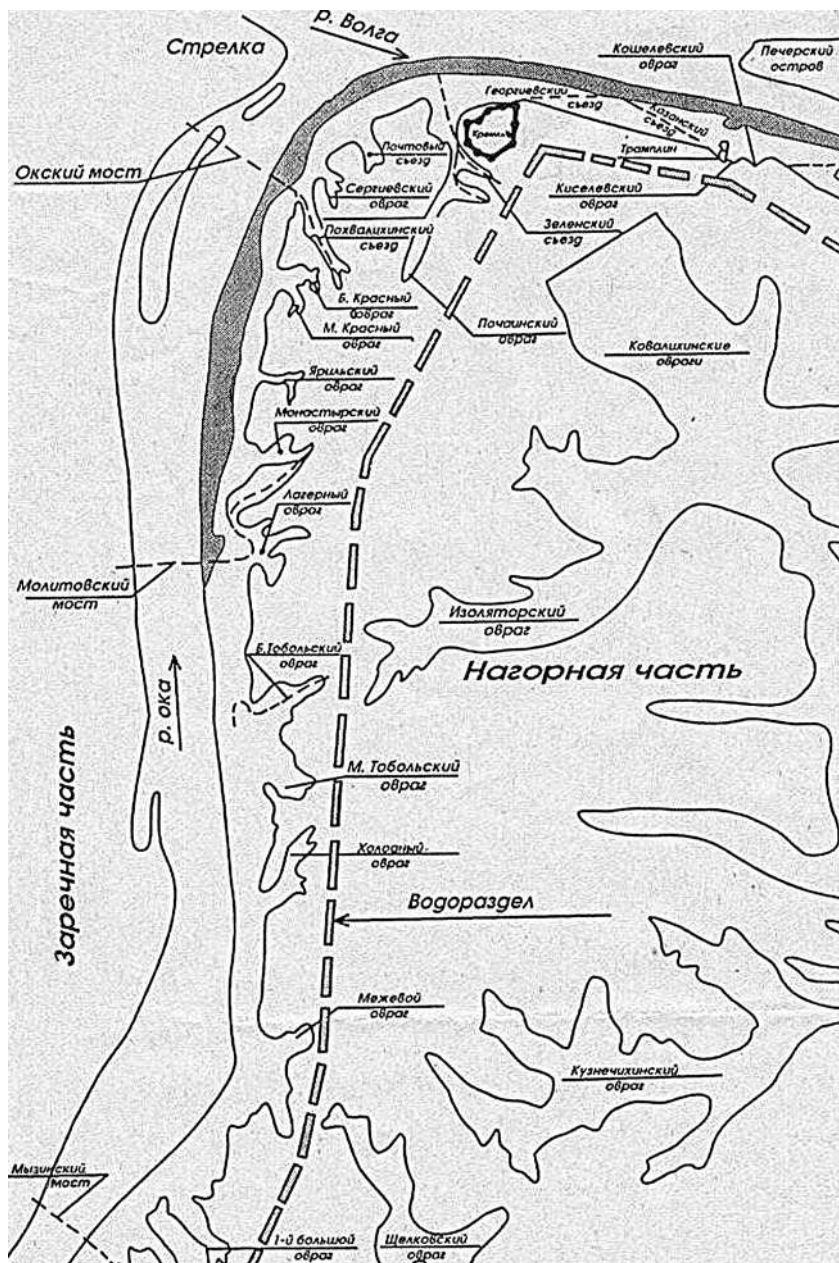 р. Волга
Стрелка
Кошелевский
овраг
Печерский
остров
Георгиевский
съезд
Казанский
съезд
Кремль
Трамплин
Почтовый
съезд
Окский мост
Сергиевский
овраг
Киселевский
овраг
Похвалихинский
съезд
Зеленский
съезд
Б. Красный
овраг
М. Красный
овраг
Почаинский
овраг
Ковалихинские
овраги
Ярильский
овраг
Монастырский
овраг
Лагерный
овраг
Молитовский
мост
Изоляторский
овраг
Б.Тобольский
овраг
Нагорная часть
р. ока
Заречная часть
М. Тобольский
овраг
Холодный
овраг
Водораздел
Межевой
овраг
Кузнечихинский
овраг
Мызинский
мост
1-й большой
овраг
Щелковский
овраг